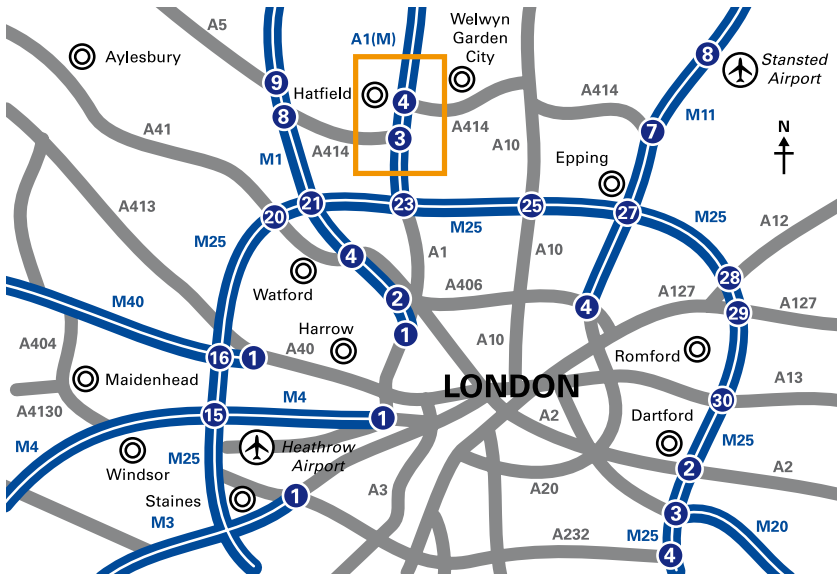 A5
A1(M)
Welwyn
Garden
City
8
Stansted
Airport
Aylesbury
9
Hatfield
4
A414
M11
8
A41
3
A414
A10
7
N
M1
A414
Epping
A413
20
21
23
25
27
M25
A12
M25
M25
A1
A10
4
28
Watford
A406
A127
M40
2
4
29
A127
Harrow
1
A10
A404
16
1
A40
Romford
Maidenhead
LONDON
A13
30
A4130
15
M4
1
A2
Dartford
M4
M25
Heathrow
Airport
M25
Windsor
2
A2
A20
Staines
1
A3
3
M3
A232
M25
M20
4